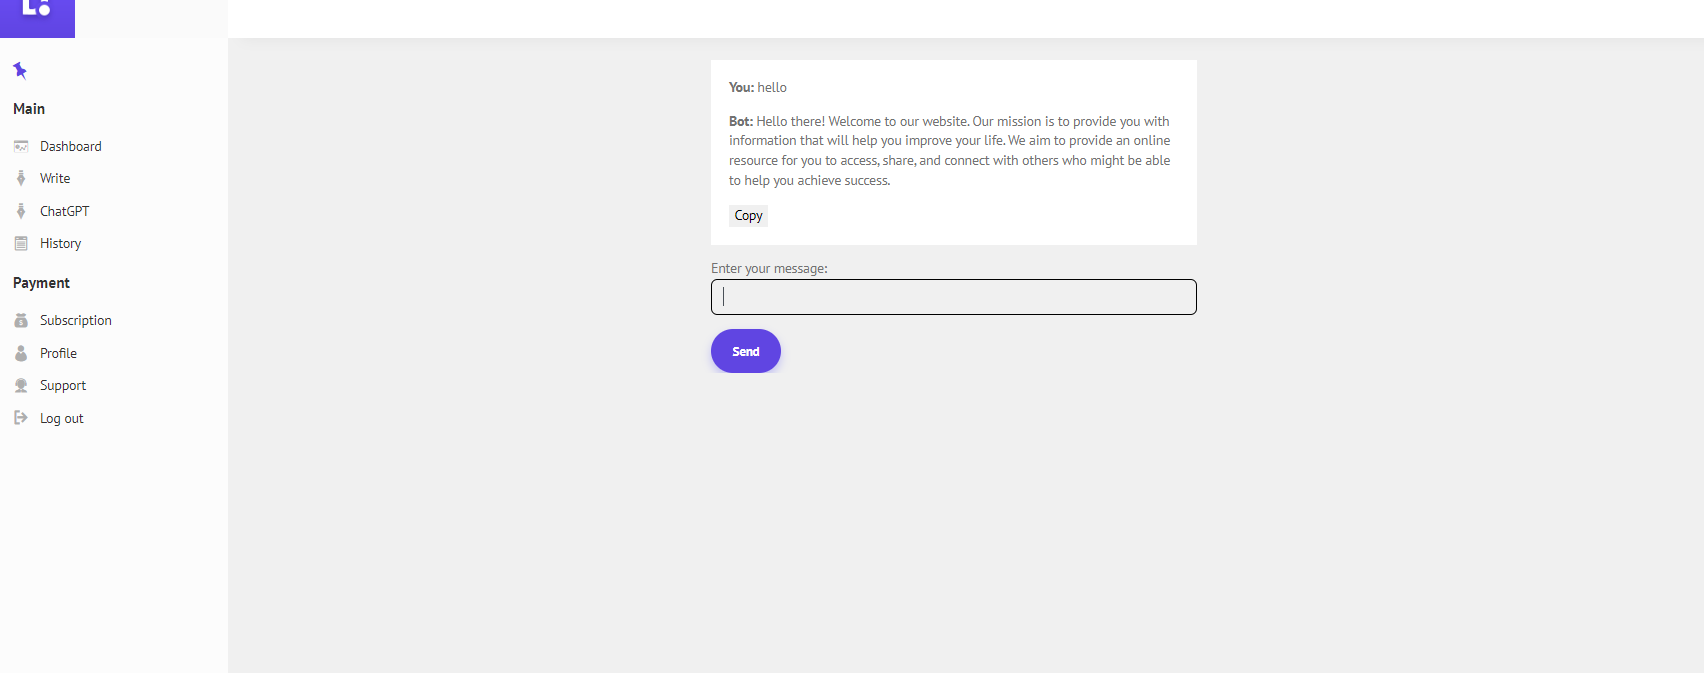 Main
Dashboard
Write
ChatGPT
History
Payment
Subscription
Profile
Support
Log out
You: hello
Bot: Hello there! Welcome to our website. Our mission is to provide you with
information that will help you improve your life. We aim to provide an online
resource for you to access, share, and connect with others who might be able
to help you achieve success.
Copy
Enter your message:
Send